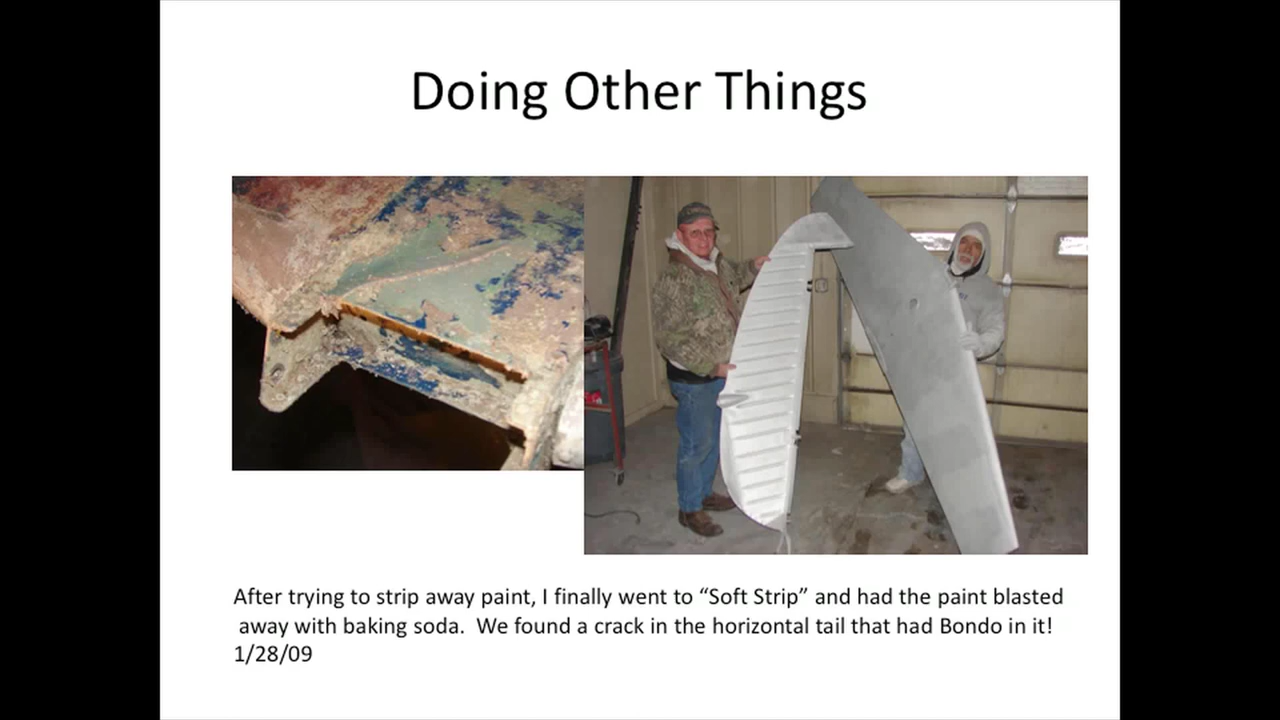 Doing Other Things
After trying to strip away paint, I finally went to “Soft Strip” and had the paint blasted
away with baking soda.  We found a crack in the horizontal tail that had Bondo in it!
1/28/09